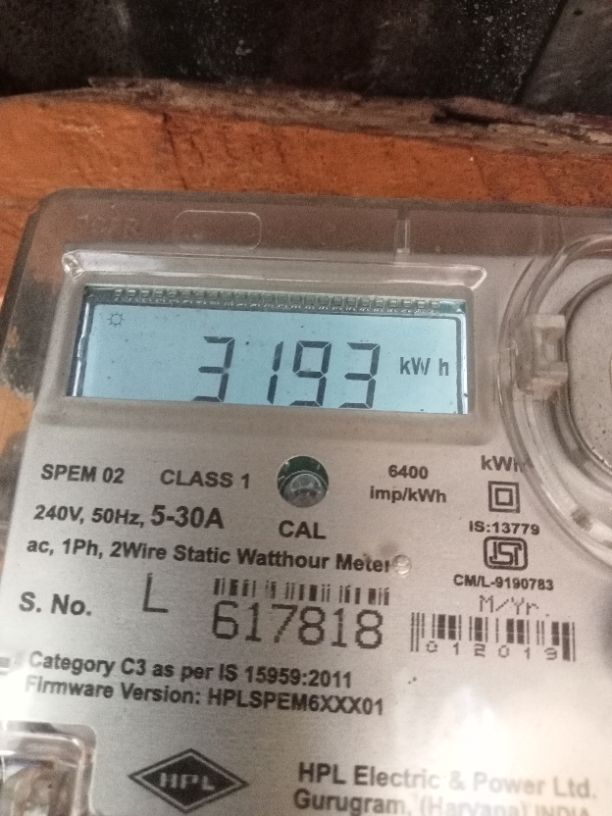 3193 kWh
SPEM 02 CLASS 1 6400 imp/kWh kWh
240V, 50Hz, 5-30A CAL IS:13779
ac, 1Ph, 2Wire Static Watthour Meter
CM/L-9190783
S. No. L 617818 M/Yr.
012019
Category C3 as per IS 15959:2011
Firmware Version: HPLSPEM6XXX01
HPL HPL Electric & Power Ltd.
Gurugram, (Haryana) INDIA